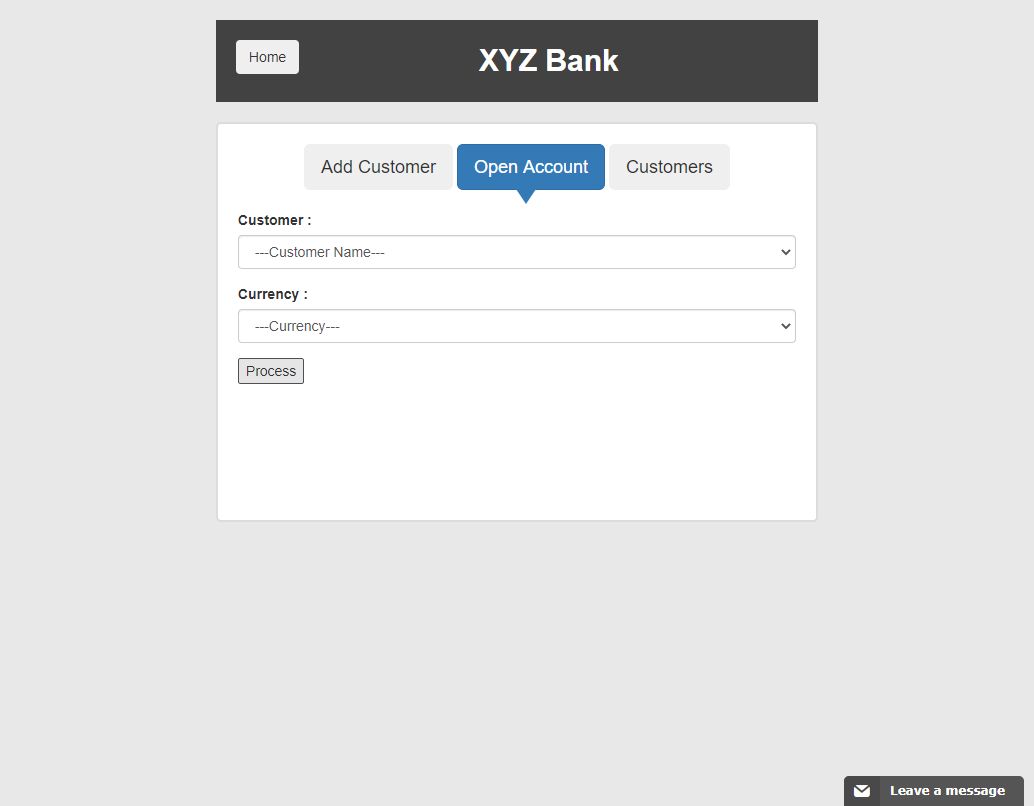 Home
XYZ Bank
Add Customer
Open Account
Customers
Customer :
---Customer Name---
Currency :
---Currency---
Process
Leave a message